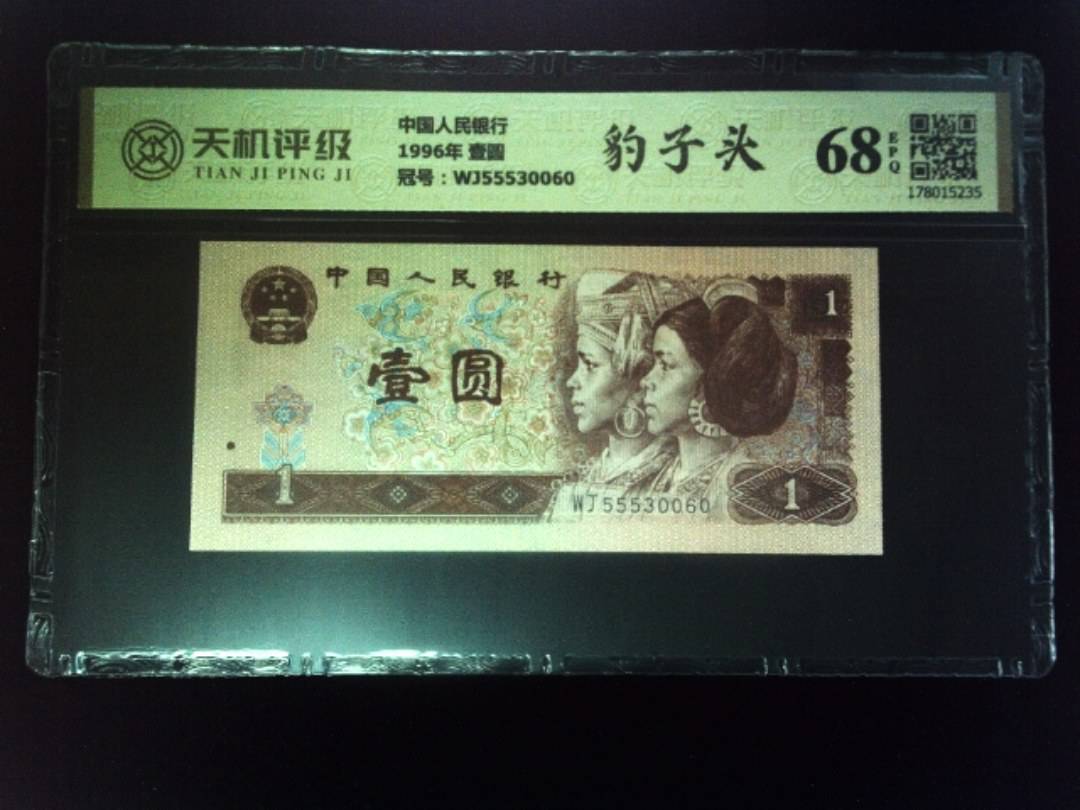 天机评级
TIAN JI PING JI
中国人民银行
1996年 壹圆
冠号：WJ55530060
豹子头
68
EPQ
178015235
中国人民银行
壹圆
1
1
WJ55530060
1